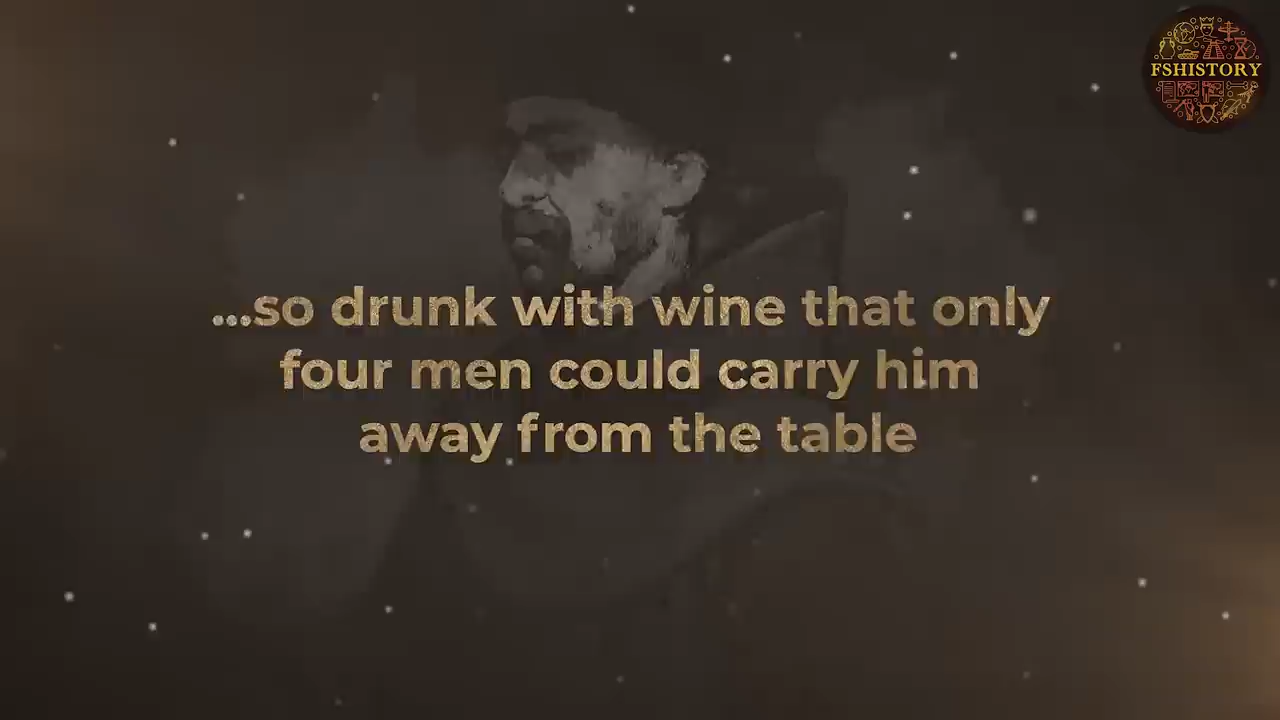 FSHISTORY
...so drunk with wine that only
four men could carry him
away from the table